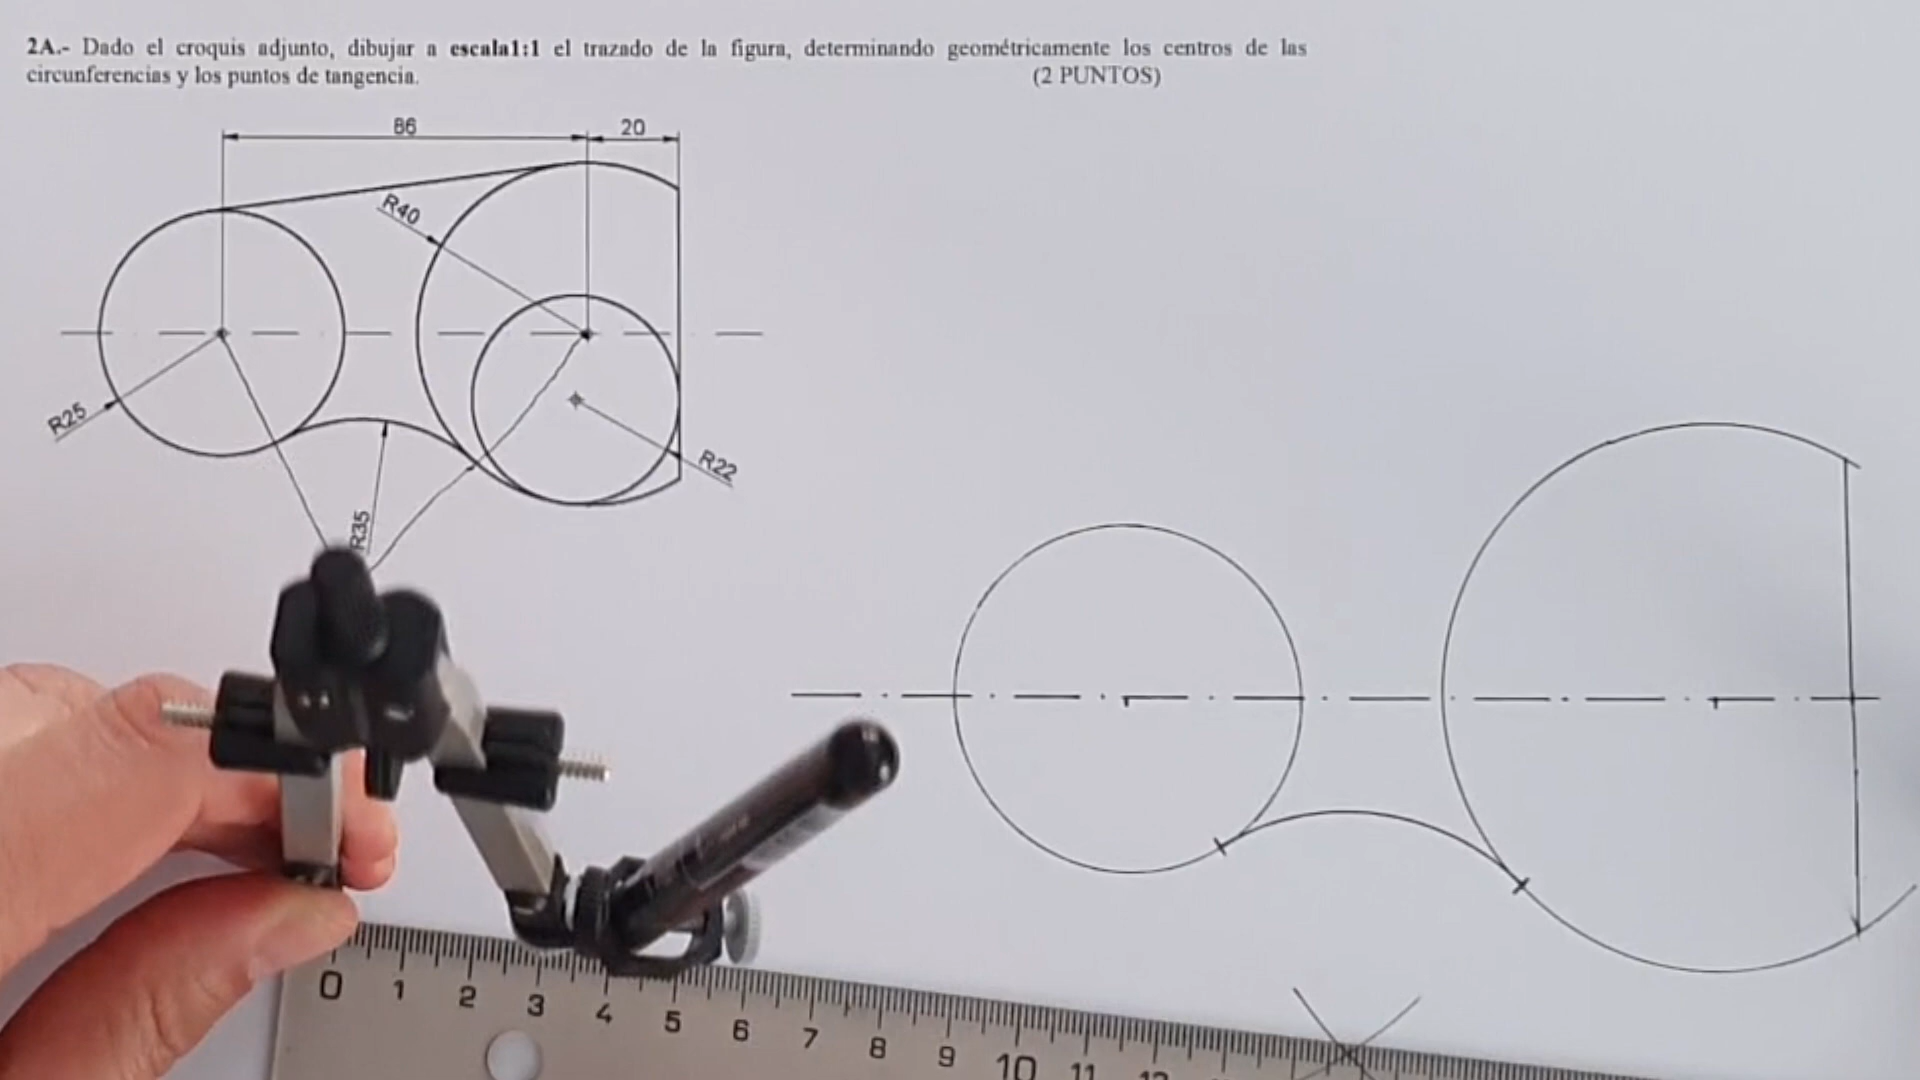 2A.- Dado el croquis adjunto, dibujar a escala1:1 el trazado de la figura, determinando geométricamente los centros de las
circunferencias y los puntos de tangencia. (2 PUNTOS)
86
20
R40
R25
R22
R35
0 1 2 3 4 5 6 7 8 9 10 11